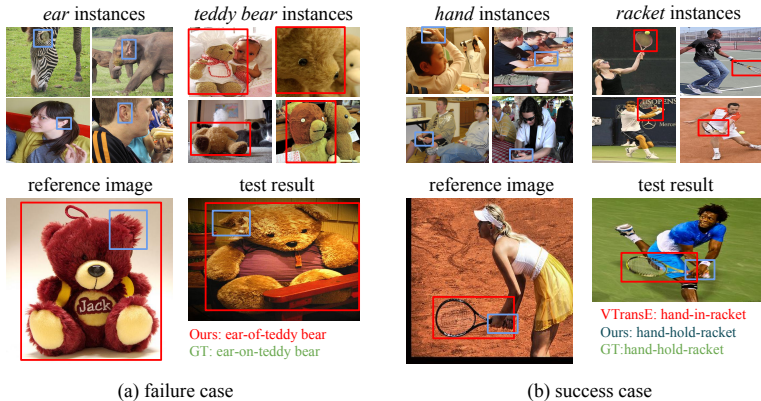 ear instances
teddy bear instances
hand instances
racket instances
USOPENS
Merce
reference image
test result
reference image
test result
Jack
Ours: ear-of-teddy bear
GT: ear-on-teddy bear
VTransE: hand-in-racket
Ours: hand-hold-racket
GT:hand-hold-racket
(a) failure case
(b) success case